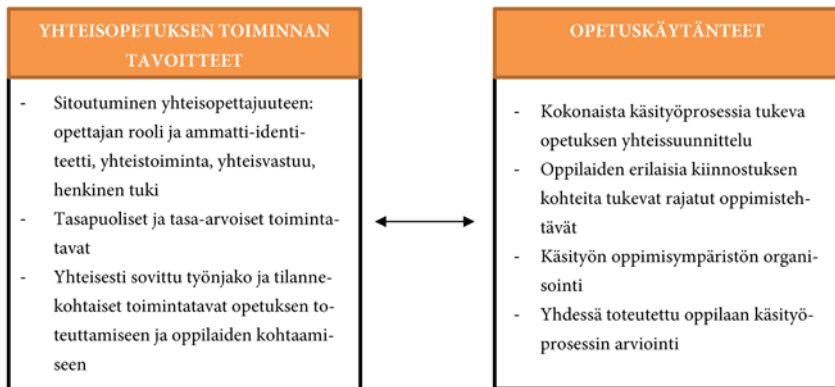 YHTEISOPETUKSEN TOIMINNAN
TAVOITTEET
- Sitoutuminen yhteisopettajuuteen:
opettajan rooli ja ammatti-identi-
teetti, yhteistoiminta, yhteisvastuu,
henkinen tuki
- Tasapuoliset ja tasa-arvoiset toiminta-
tavat
- Yhteisesti sovittu työnjako ja tilanne-
kohtaiset toimintatavat opetuksen to-
teuttamiseen ja oppilaiden kohtaami-
seen
OPETUSKÄYTÄNTEET
- Kokonaista käsityöprosessia tukeva
opetuksen yhteissuunnittelu
- Oppilaiden erilaisia kiinnostuksen
kohteita tukevat rajatut oppimisteh-
tävät
- Käsityön oppimisympäristön organi-
sointi
- Yhdessä toteutettu oppilaan käsityö-
prosessin arviointi